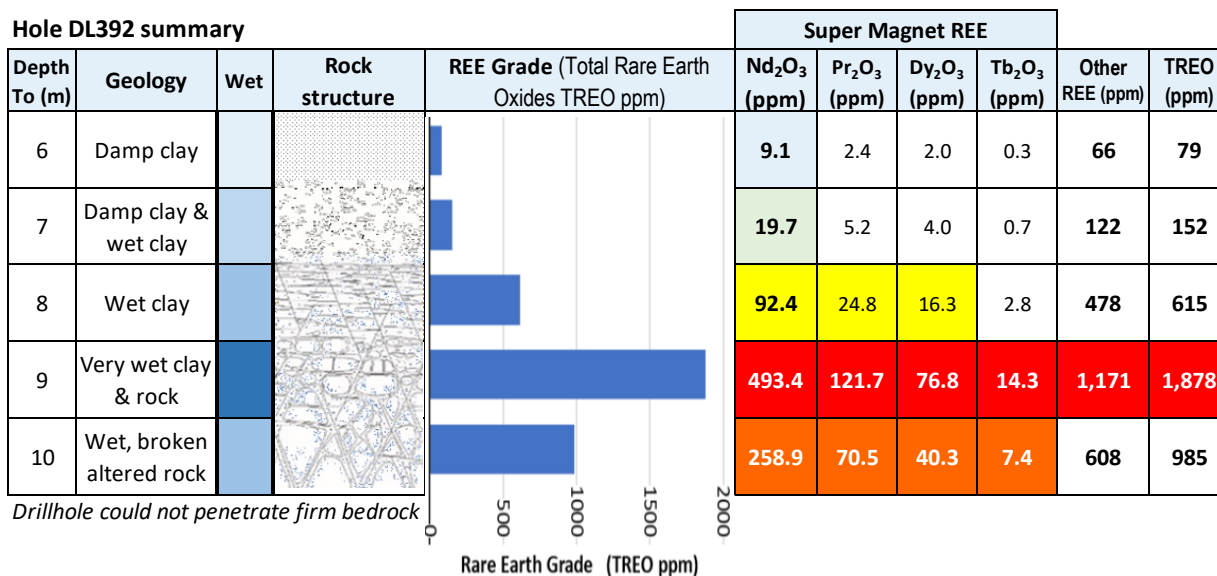 Hole DL392 summary
Super Magnet REE
Depth To (m) Geology Wet Rock structure REE Grade (Total Rare Earth Oxides TREO ppm) Nd₂O₃ (ppm) Pr₂O₃ (ppm) Dy₂O₃ (ppm) Tb₂O₃ (ppm) Other REE (ppm) TREO (ppm)
6 Damp clay 9.1 2.4 2.0 0.3 66 79
7 Damp clay & wet clay 19.7 5.2 4.0 0.7 122 152
8 Wet clay 92.4 24.8 16.3 2.8 478 615
9 Very wet clay & rock 493.4 121.7 76.8 14.3 1,171 1,878
10 Wet, broken altered rock 258.9 70.5 40.3 7.4 608 985
Drillhole could not penetrate firm bedrock
0 500 1000 1500 2000
Rare Earth Grade (TREO ppm)